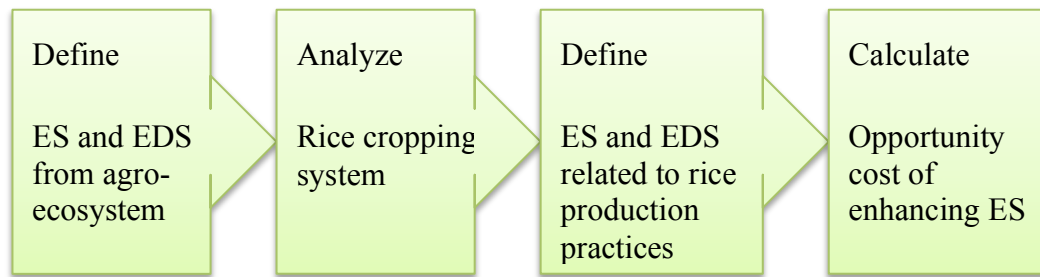 Define
ES and EDS
from agro-
ecosystem
Analyze
Rice cropping
system
Define
ES and EDS
related to rice
production
practices
Calculate
Opportunity
cost of
enhancing ES